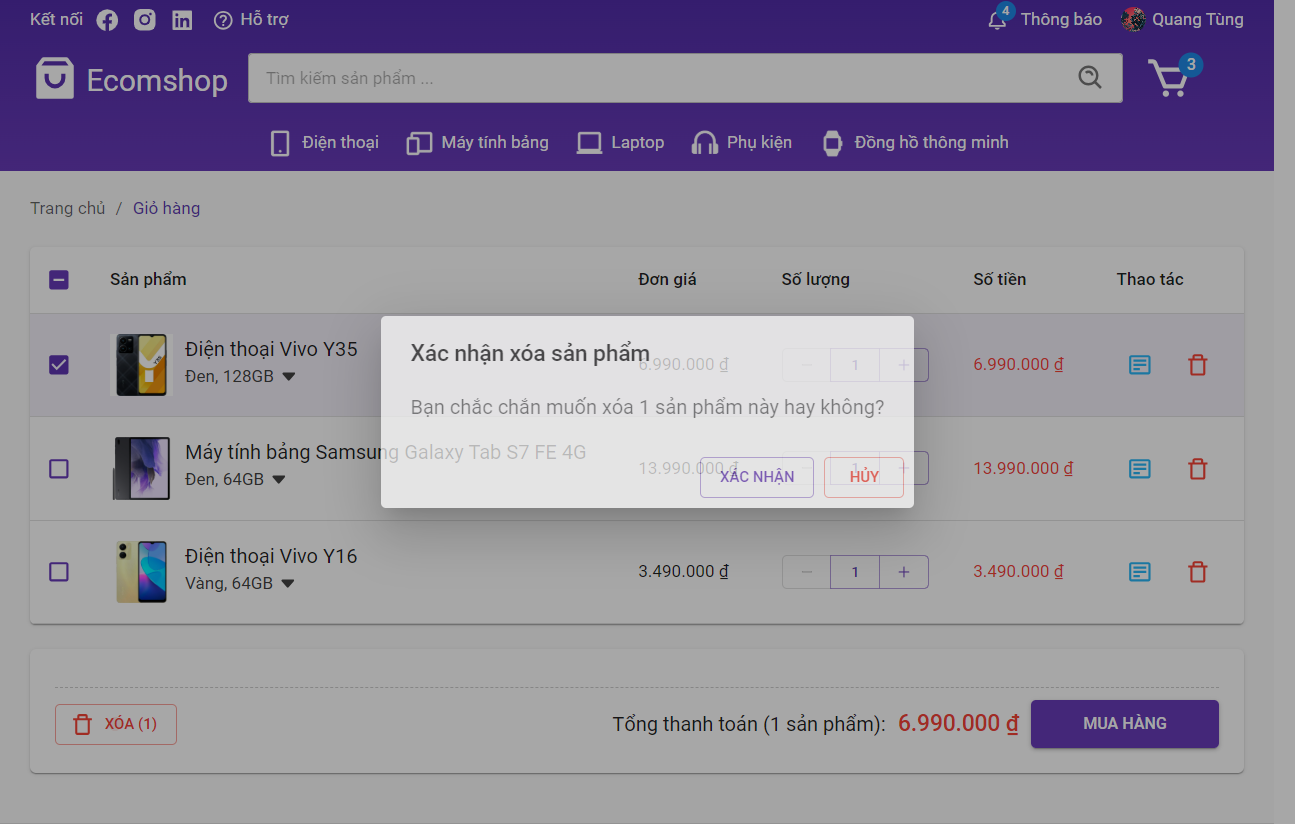 Kết nối Hỗ trợ 4 Thông báo Quang Tùng
Ecomshop Tìm kiếm sản phẩm ... 3
Điện thoại Máy tính bảng Laptop Phụ kiện Đồng hồ thông minh
Trang chủ / Giỏ hàng
Sản phẩm Đơn giá Số lượng Số tiền Thao tác
Điện thoại Vivo Y35
Đen, 128GB
6.990.000 ₫ − 1 + 6.990.000 ₫
Xác nhận xóa sản phẩm
Bạn chắc chắn muốn xóa 1 sản phẩm này hay không?
XÁC NHẬN HỦY
Máy tính bảng Samsung Galaxy Tab S7 FE 4G
Đen, 64GB
13.990.000 ₫ − 1 + 13.990.000 ₫
Điện thoại Vivo Y16
Vàng, 64GB
3.490.000 ₫ − 1 + 3.490.000 ₫
XÓA (1) Tổng thanh toán (1 sản phẩm): 6.990.000 ₫ MUA HÀNG